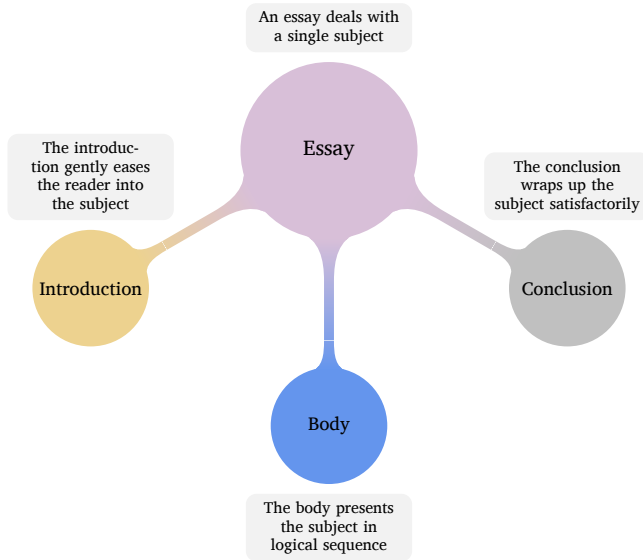 An essay deals with
a single subject
Essay
The introduc-
tion gently eases
the reader into
the subject
Introduction
The conclusion
wraps up the
subject satisfactorily
Conclusion
Body
The body presents
the subject in
logical sequence